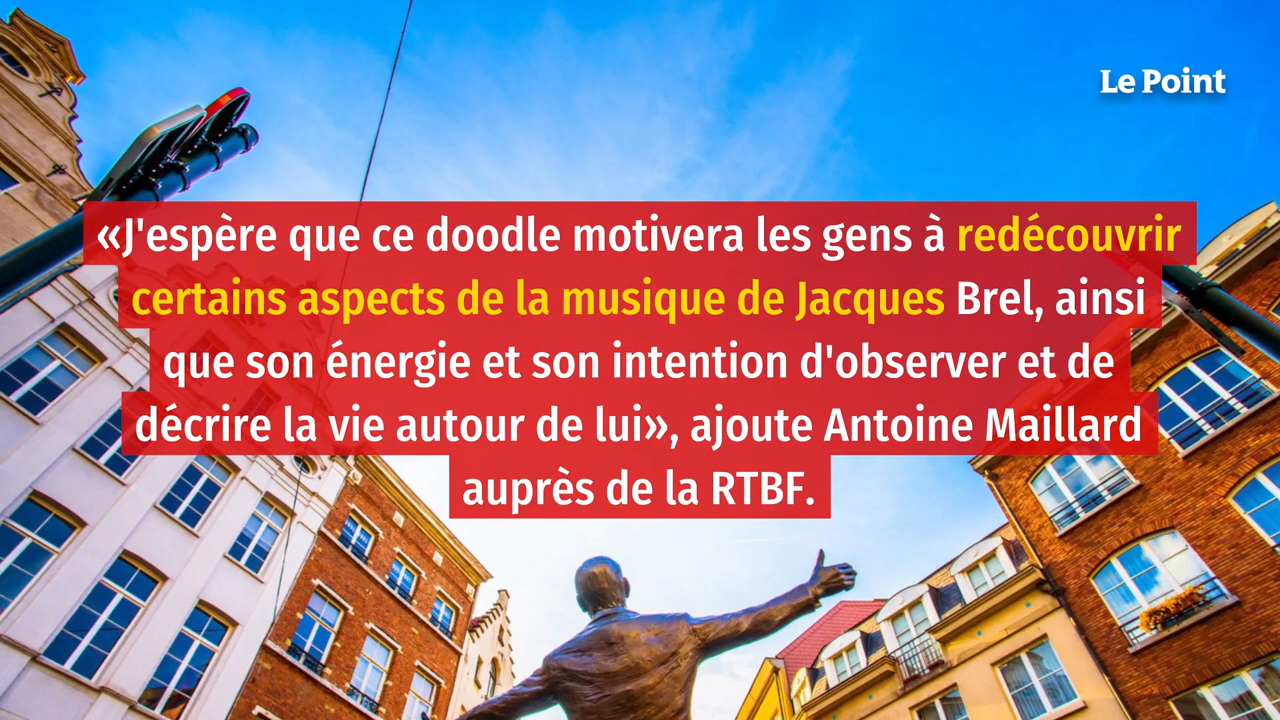 Le Point
«J'espère que ce doodle motivera les gens à redécouvrir
certains aspects de la musique de Jacques Brel, ainsi
que son énergie et son intention d'observer et de
décrire la vie autour de lui», ajoute Antoine Maillard
auprès de la RTBF.